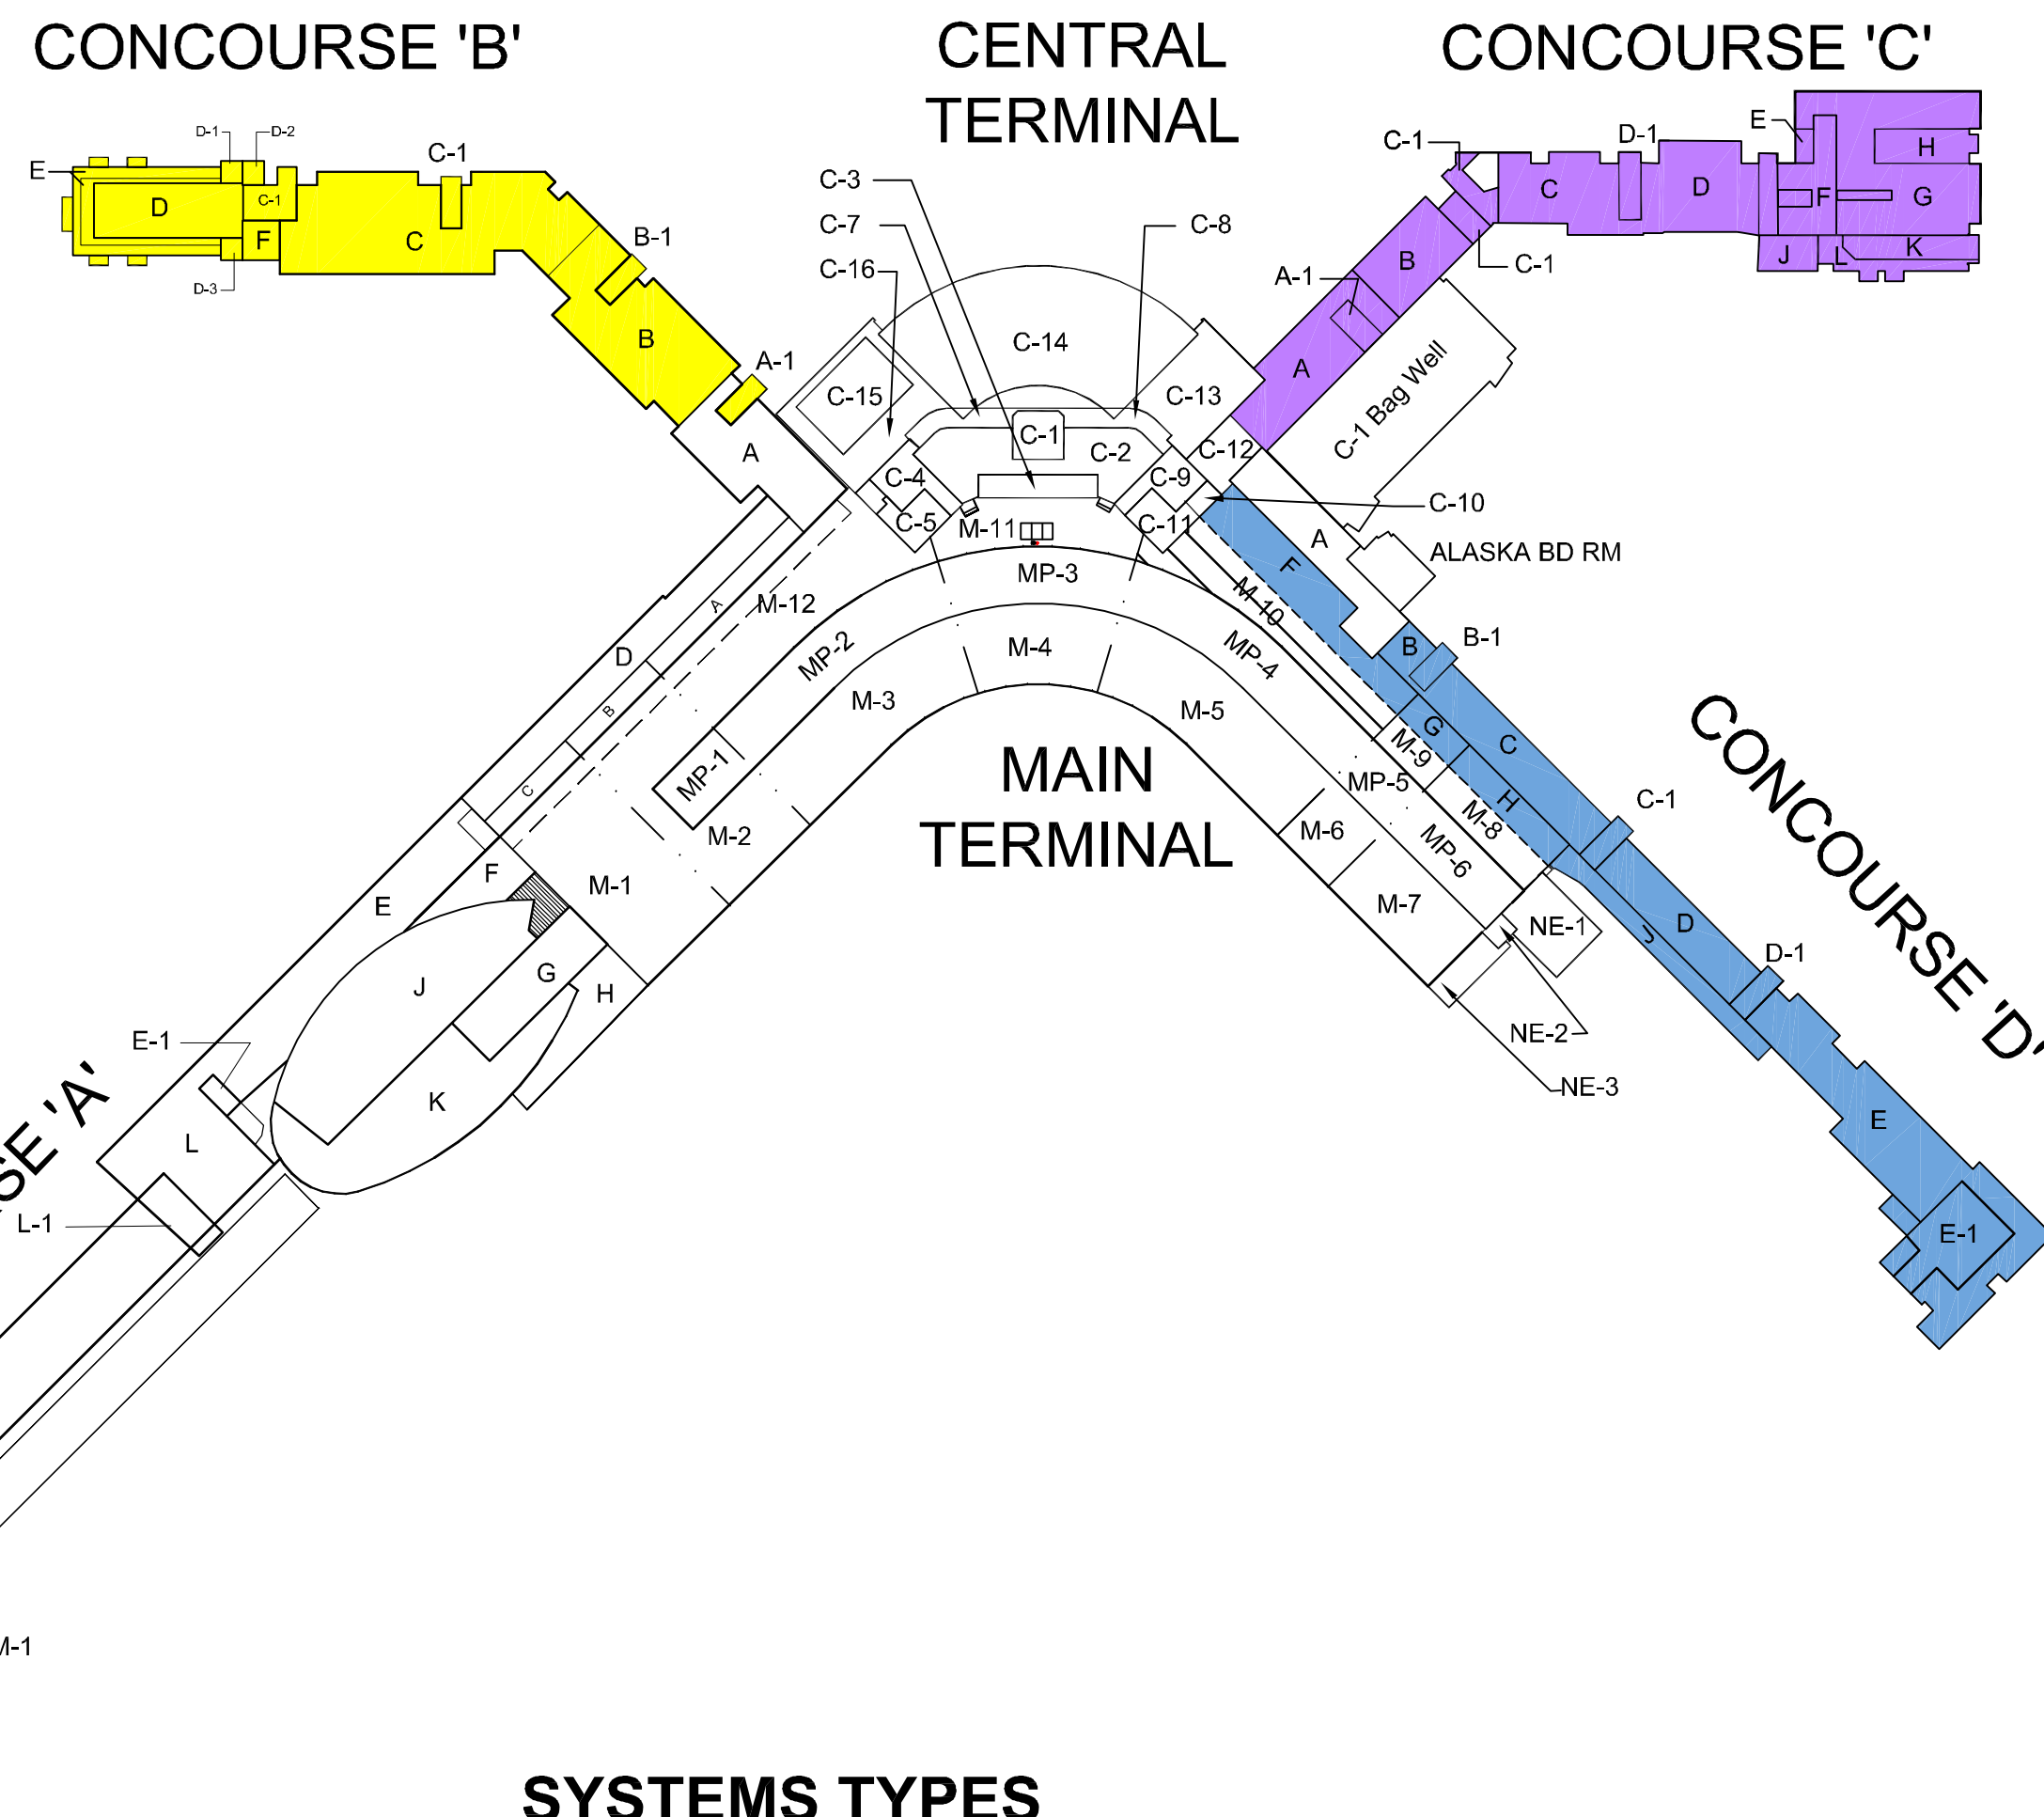 CONCOURSE 'B'
CENTRAL
TERMINAL
CONCOURSE 'C'
D-1
D-2
C-1
E
D
C-1
F
C
D-3
B-1
B
A-1
A
C-3
C-7
C-16
C-8
C-14
C-15
C-13
C-1
C-2
C-4
C-5
C-9
C-12
C-10
C-11
M-11
C-1
D-1
E
H
C
D
F
G
J
L
K
B
C-1
A-1
A
C-1 Bag Well
A
ALASKA BD RM
F
B
B-1
G
C
H
C-1
D
J
D-1
E
E-1
CONCOURSE 'D'
MP-3
M-10
M-12
MP-2
MP-4
M-4
M-3
M-5
MP-1
M-2
M-1
MAIN
TERMINAL
M-9
MP-5
M-8
M-6
MP-6
M-7
NE-1
NE-2
NE-3
A
D
B
C
F
E
G
H
J
K
E-1
L
L-1
SE 'A'
M-1
SYSTEMS TYPES